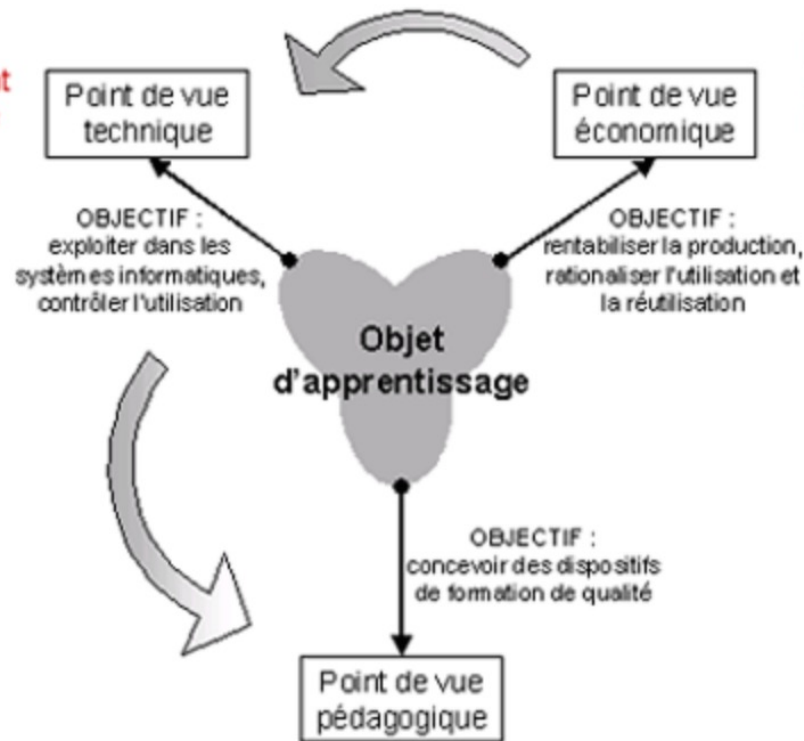 Point de vue
technique
Point de vue
économique
OBJECTIF :
exploiter dans les
systèmes informatiques,
contrôler l'utilisation
OBJECTIF :
rentabiliser la production,
rationaliser l'utilisation et
la réutilisation
Objet
d'apprentissage
OBJECTIF :
concevoir des dispositifs
de formation de qualité
Point de vue
pédagogique